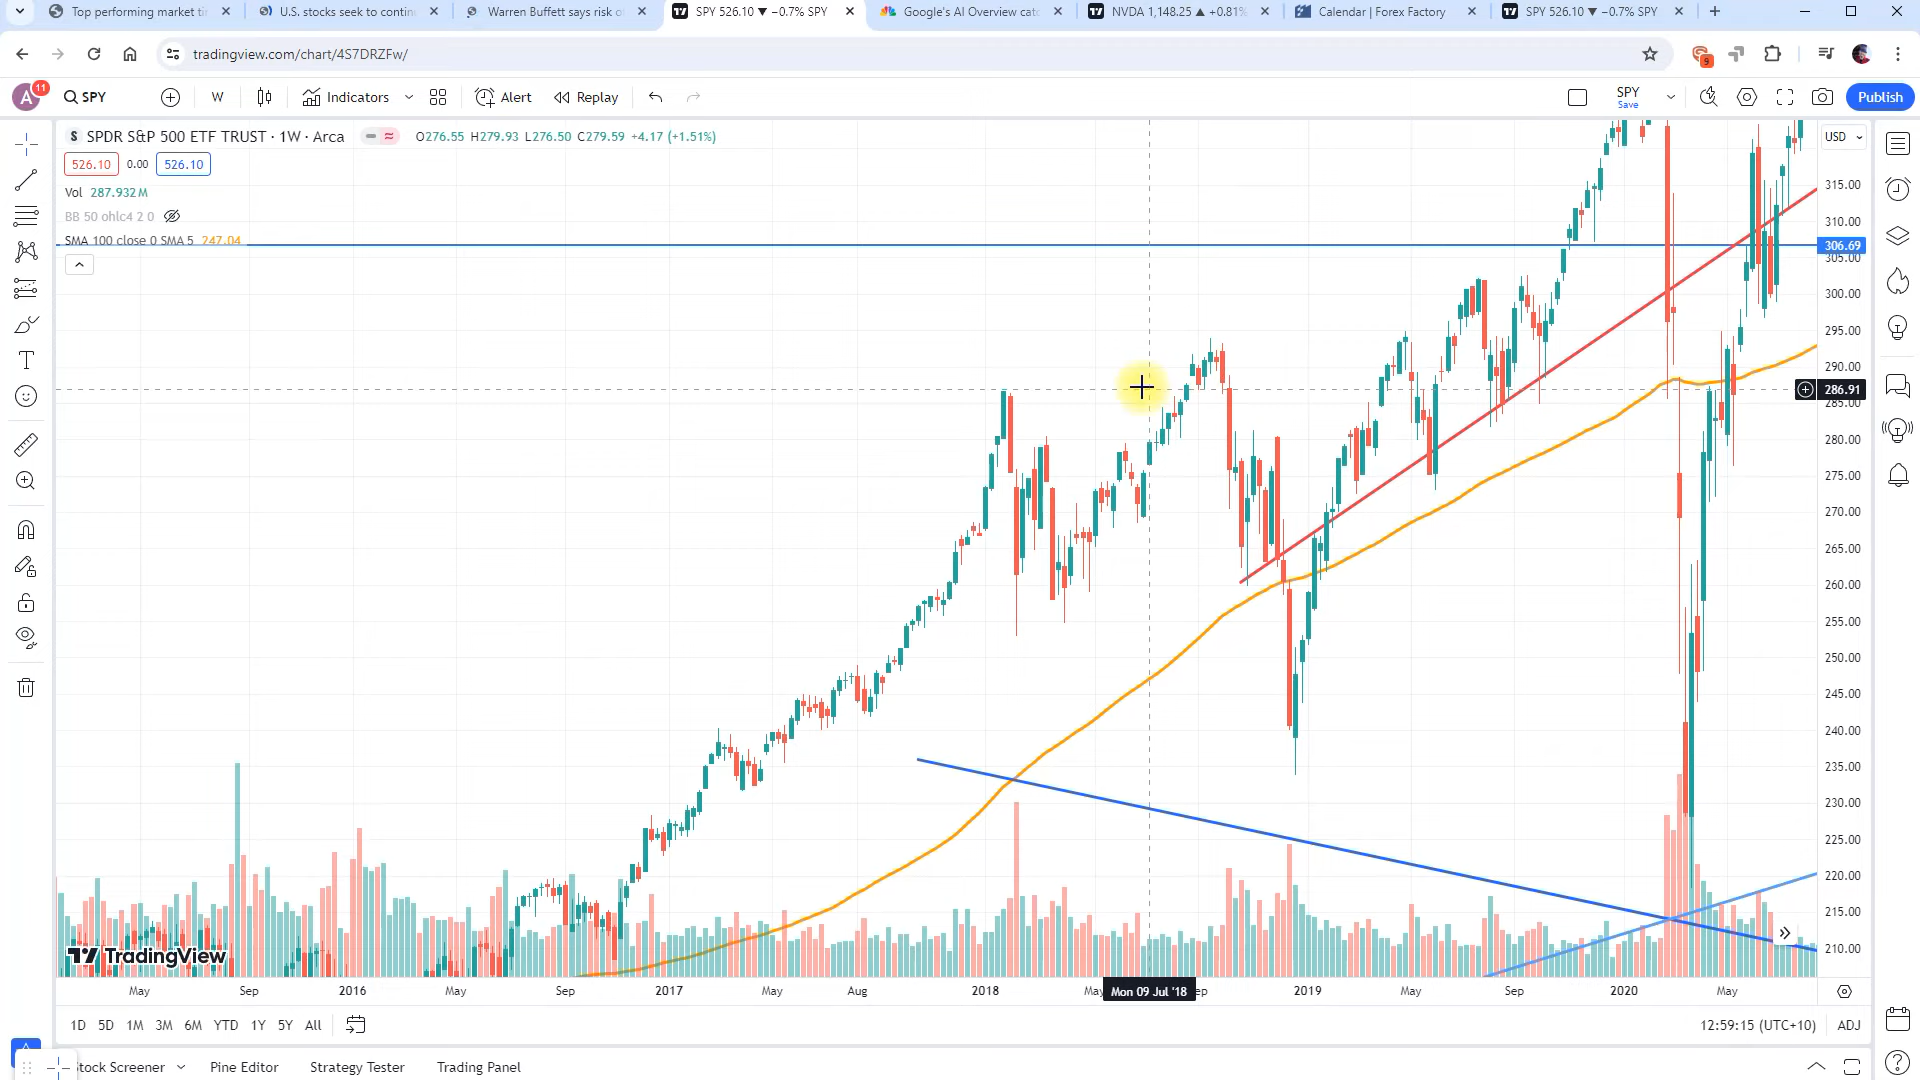 Top performing market ti
U.S. stocks seek to contin
Warren Buffett says risk o
SPY 526.10 ▼ −0.7% SPY
Google's AI Overview cat
NVDA 1,148.25 ▲ +0.81%
Calendar | Forex Factory
SPY 526.10 ▼ −0.7% SPY
tradingview.com/chart/4S7DRZFw/
9
A 11
SPY
W
Indicators
Alert
Replay
SPY
Save
Publish
S SPDR S&P 500 ETF TRUST · 1W · Arca
O276.55 H279.93 L276.50 C279.59 +4.17 (+1.51%)
USD
526.10 0.00 526.10
Vol 287.932M
BB 50 ohlc4 2 0
SMA 100 close 0 SMA 5 247.04
315.00
310.00
306.69
305.00
300.00
295.00
290.00
286.91
285.00
280.00
275.00
270.00
265.00
260.00
255.00
250.00
245.00
240.00
235.00
230.00
225.00
220.00
215.00
210.00
TradingView
May Sep 2016 May Sep 2017 May Aug 2018 May Mon 09 Jul '18 ep 2019 May Sep 2020 May
1D 5D 1M 3M 6M YTD 1Y 5Y All
12:59:15 (UTC+10) ADJ
tock Screener Pine Editor Strategy Tester Trading Panel